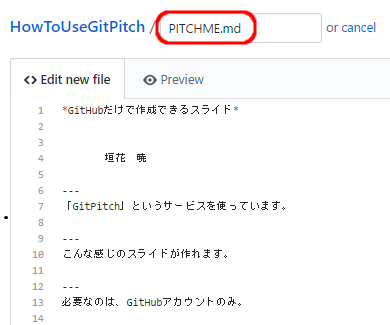 HowToUseGitPitch / PITCHME.md or cancel
Edit new file Preview
1 *GitHubだけで作成できるスライド*
2
3
4 垣花 暁
5
6 ---
7 「GitPitch」というサービスを使っています。
8
9 ---
10 こんな感じのスライドが作れます。
11
12 ---
13 必要なのは、GitHubアカウントのみ。
14